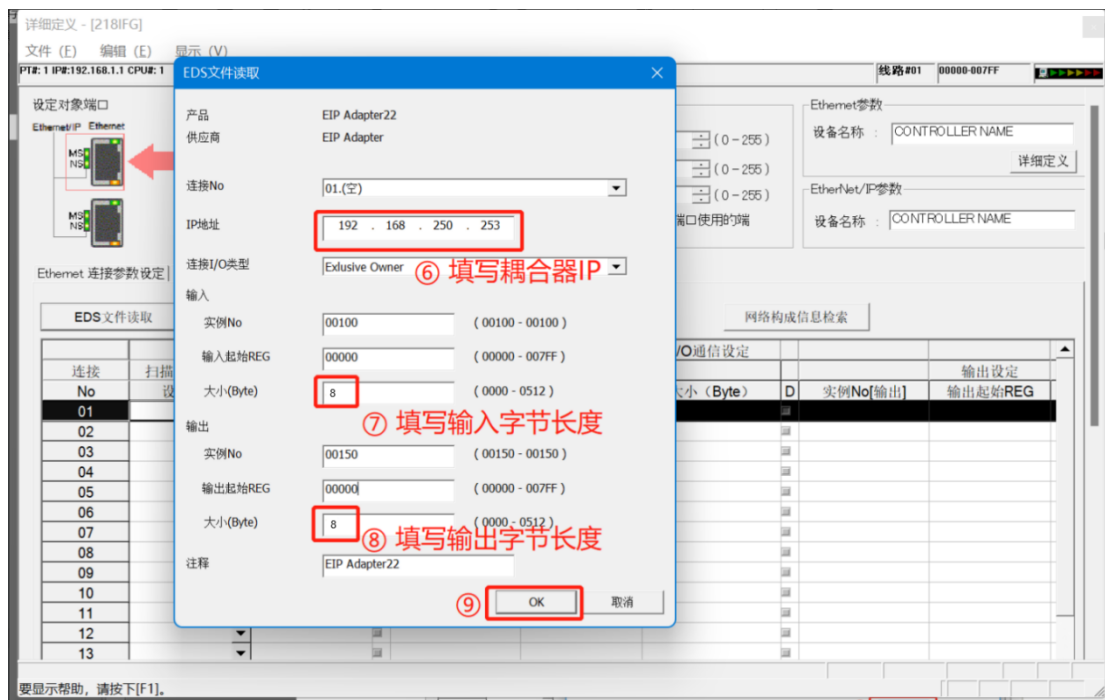 详细定义 - [218IFG]
文件 (F) 编辑 (E) 显示 (V)
PT#: 1 IP#:192.168.1.1 CPU#: 1
线路#01 00000-007FF
EDS文件读取
设定对象端口
Ethernet/IP Ethernet
MS
NS
MS
NS
产品 EIP Adapter22
供应商 EIP Adapter
连接No 01.(空)
IP地址 192 . 168 . 250 . 253
连接I/O类型 Exlusive Owner
⑥ 填写耦合器IP
输入
实例No 00100 ( 00100 - 00100 )
输入起始REG 00000 ( 00000 - 007FF )
大小(Byte) 8 ( 0000 - 0512 )
⑦ 填写输入字节长度
输出
实例No 00150 ( 00150 - 00150 )
输出起始REG 00000 ( 00000 - 007FF )
大小(Byte) 8 ( 0000 - 0512 )
⑧ 填写输出字节长度
注释 EIP Adapter22
⑨ OK 取消
(0-255)
(0-255)
(0-255)
端口使用的端
Ethernet参数
设备名称 : CONTROLLER NAME
详细定义
EtherNet/IP参数
设备名称 : CONTROLLER NAME
Ethernet 连接参数设定
EDS文件读取
网络构成信息检索
/O通信设定
输出设定
连接 扫描
No 设 大小（Byte） D 实例No[输出] 输出起始REG
01
02
03
04
05
06
07
08
09
10
11
12
13
要显示帮助，请按下[F1]。